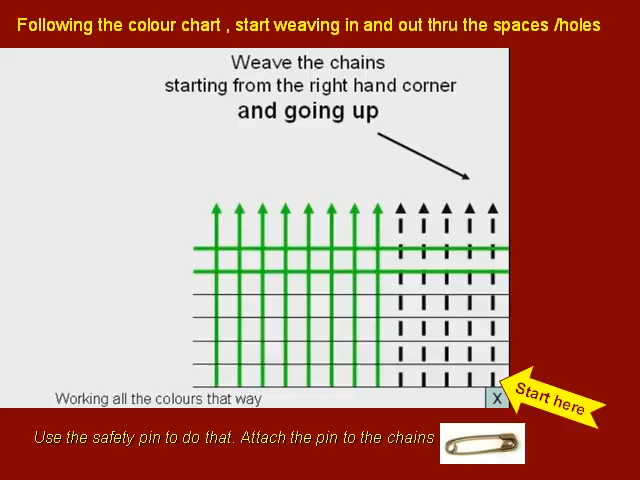 Following the colour chart , start weaving in and out thru the spaces /holes
Weave the chains
starting from the right hand corner
and going up
Working all the colours that way
X
Start here
Use the safety pin to do that. Attach the pin to the chains